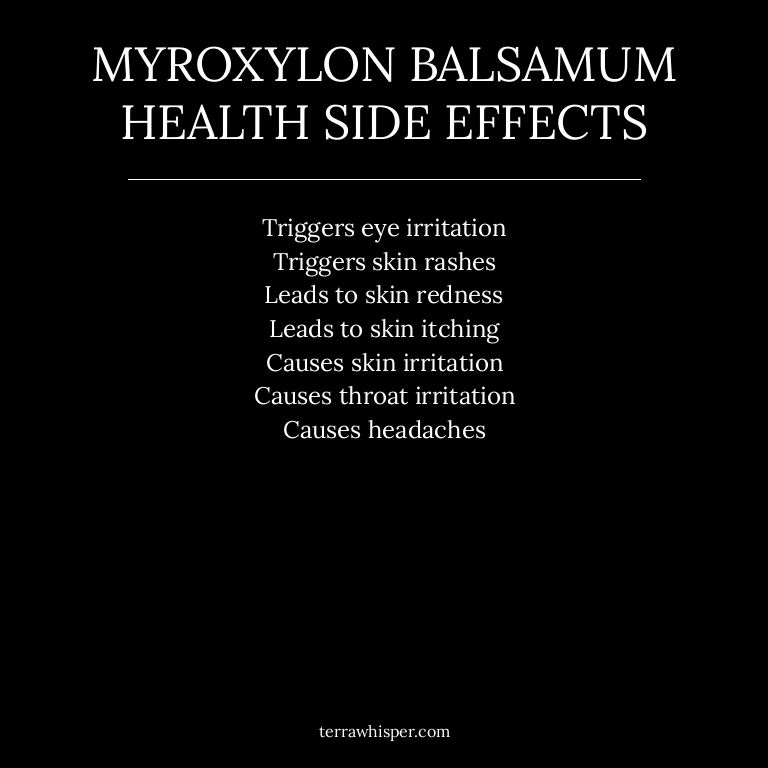 MYROXYLON BALSAMUM
HEALTH SIDE EFFECTS
Triggers eye irritation
Triggers skin rashes
Leads to skin redness
Leads to skin itching
Causes skin irritation
Causes throat irritation
Causes headaches
terrawhisper.com